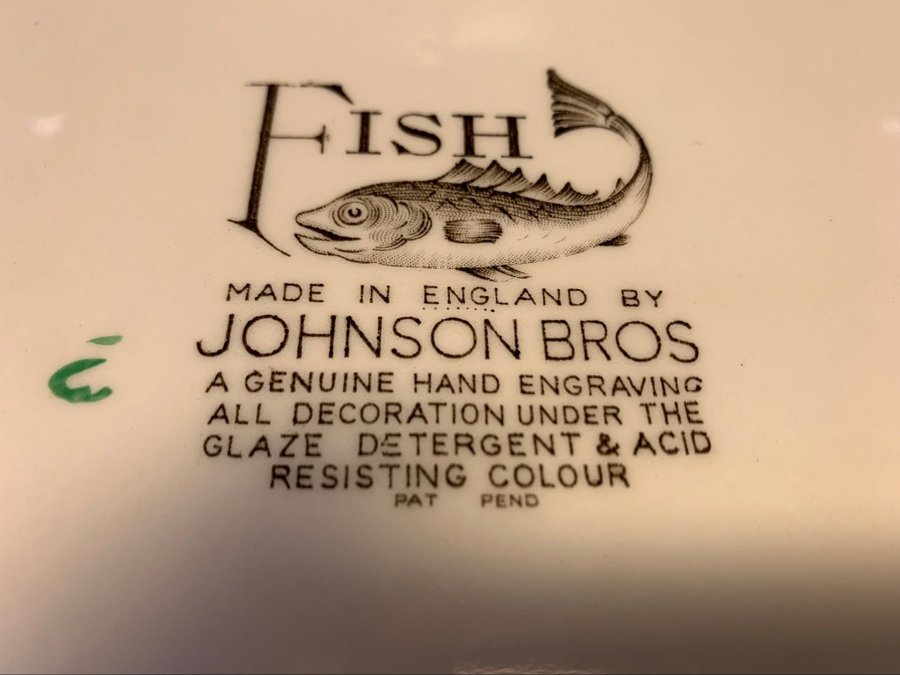 FISH
MADE IN ENGLAND BY
JOHNSON BROS
A GENUINE HAND ENGRAVING
ALL DECORATION UNDER THE
GLAZE DETERGENT & ACID
RESISTING COLOUR
PAT PEND